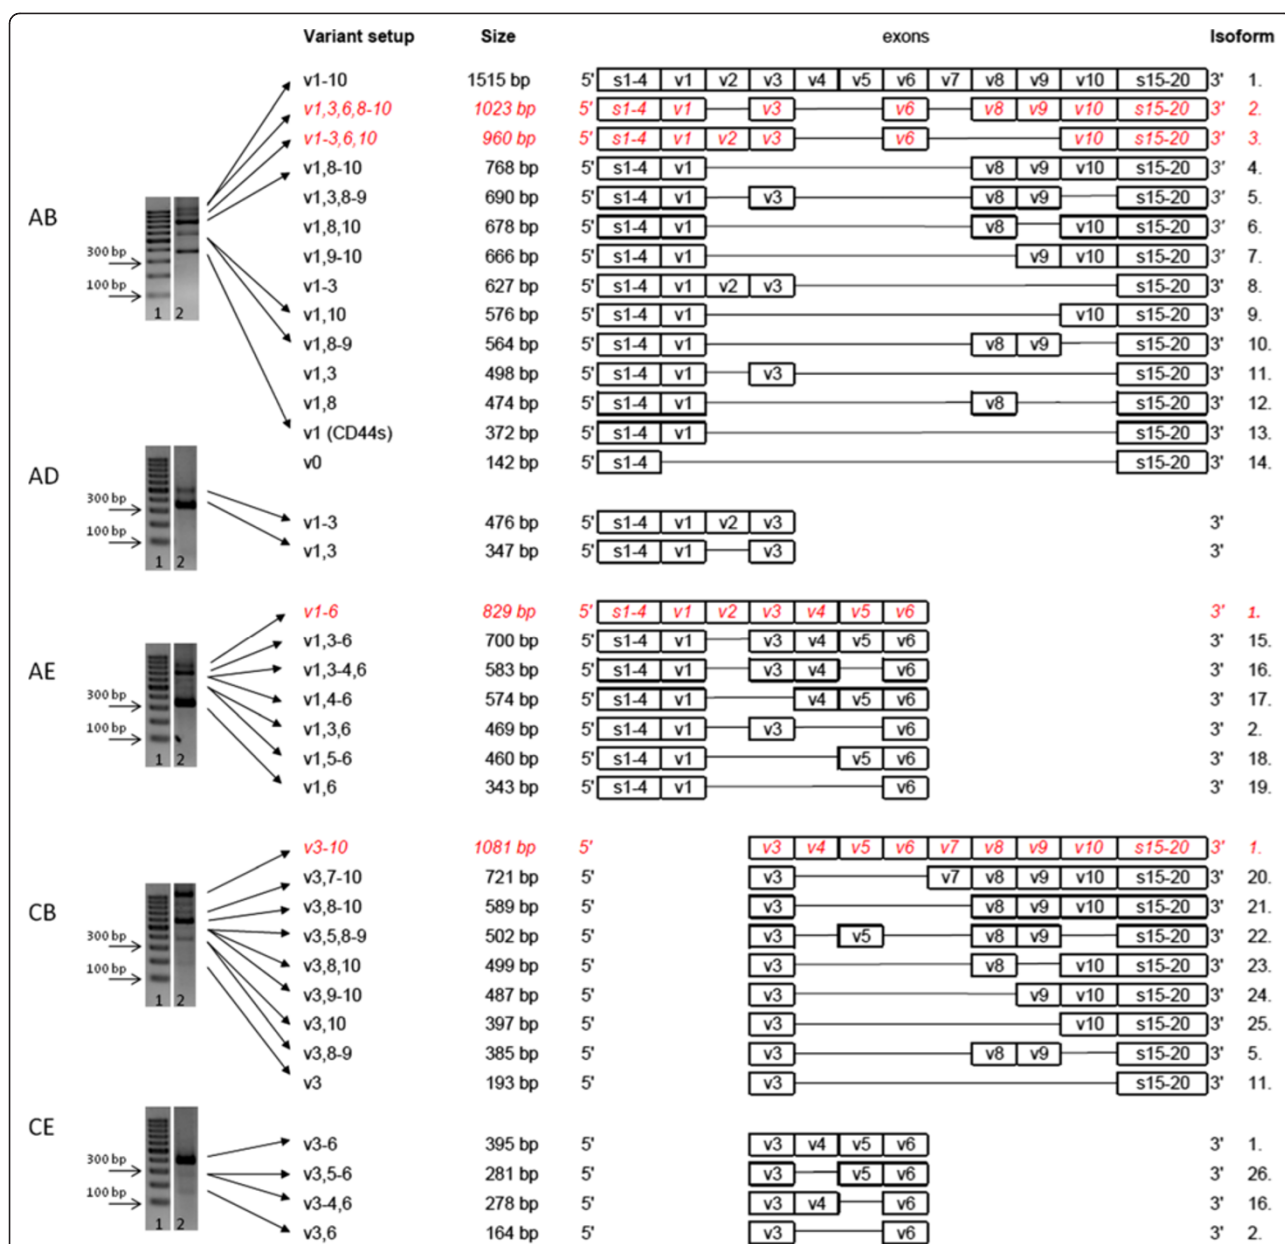 Variant setup Size exons Isoform
v1-10 1515 bp 5' s1-4 v1 v2 v3 v4 v5 v6 v7 v8 v9 v10 s15-20 3' 1.
v1,3,6,8-10 1023 bp 5' s1-4 v1 v3 v6 v8 v9 v10 s15-20 3' 2.
v1-3,6,10 960 bp 5' s1-4 v1 v2 v3 v6 v10 s15-20 3' 3.
v1,8-10 768 bp 5' s1-4 v1 v8 v9 v10 s15-20 3' 4.
v1,3,8-9 690 bp 5' s1-4 v1 v3 v8 v9 s15-20 3' 5.
AB
v1,8,10 678 bp 5' s1-4 v1 v8 v10 s15-20 3' 6.
300 bp
v1,9-10 666 bp 5' s1-4 v1 v9 v10 s15-20 3' 7.
100 bp
v1-3 627 bp 5' s1-4 v1 v2 v3 s15-20 3' 8.
1 2
v1,10 576 bp 5' s1-4 v1 v10 s15-20 3' 9.
v1,8-9 564 bp 5' s1-4 v1 v8 v9 s15-20 3' 10.
v1,3 498 bp 5' s1-4 v1 v3 s15-20 3' 11.
v1,8 474 bp 5' s1-4 v1 v8 s15-20 3' 12.
v1 (CD44s) 372 bp 5' s1-4 v1 s15-20 3' 13.
v0 142 bp 5' s1-4 s15-20 3' 14.
AD
300 bp
100 bp
v1-3 476 bp 5' s1-4 v1 v2 v3 3'
v1,3 347 bp 5' s1-4 v1 v3 3'
1 2
v1-6 829 bp 5' s1-4 v1 v2 v3 v4 v5 v6 3' 1.
v1,3-6 700 bp 5' s1-4 v1 v3 v4 v5 v6 3' 15.
AE
v1,3-4,6 583 bp 5' s1-4 v1 v3 v4 v6 3' 16.
300 bp
v1,4-6 574 bp 5' s1-4 v1 v4 v5 v6 3' 17.
100 bp
v1,3,6 469 bp 5' s1-4 v1 v3 v6 3' 2.
v1,5-6 460 bp 5' s1-4 v1 v5 v6 3' 18.
1 2
v1,6 343 bp 5' s1-4 v1 v6 3' 19.
v3-10 1081 bp 5' v3 v4 v5 v6 v7 v8 v9 v10 s15-20 3' 1.
v3,7-10 721 bp 5' v3 v7 v8 v9 v10 s15-20 3' 20.
CB
v3,8-10 589 bp 5' v3 v8 v9 v10 s15-20 3' 21.
300 bp
v3,5,8-9 502 bp 5' v3 v5 v8 v9 s15-20 3' 22.
100 bp
v3,8,10 499 bp 5' v3 v8 v10 s15-20 3' 23.
1 2
v3,9-10 487 bp 5' v3 v9 v10 s15-20 3' 24.
v3,10 397 bp 5' v3 v10 s15-20 3' 25.
v3,8-9 385 bp 5' v3 v8 v9 s15-20 3' 5.
v3 193 bp 5' v3 s15-20 3' 11.
CE
v3-6 395 bp 5' v3 v4 v5 v6 3' 1.
300 bp
v3,5-6 281 bp 5' v3 v5 v6 3' 26.
100 bp
v3-4,6 278 bp 5' v3 v4 v6 3' 16.
1 2
v3,6 164 bp 5' v3 v6 3' 2.